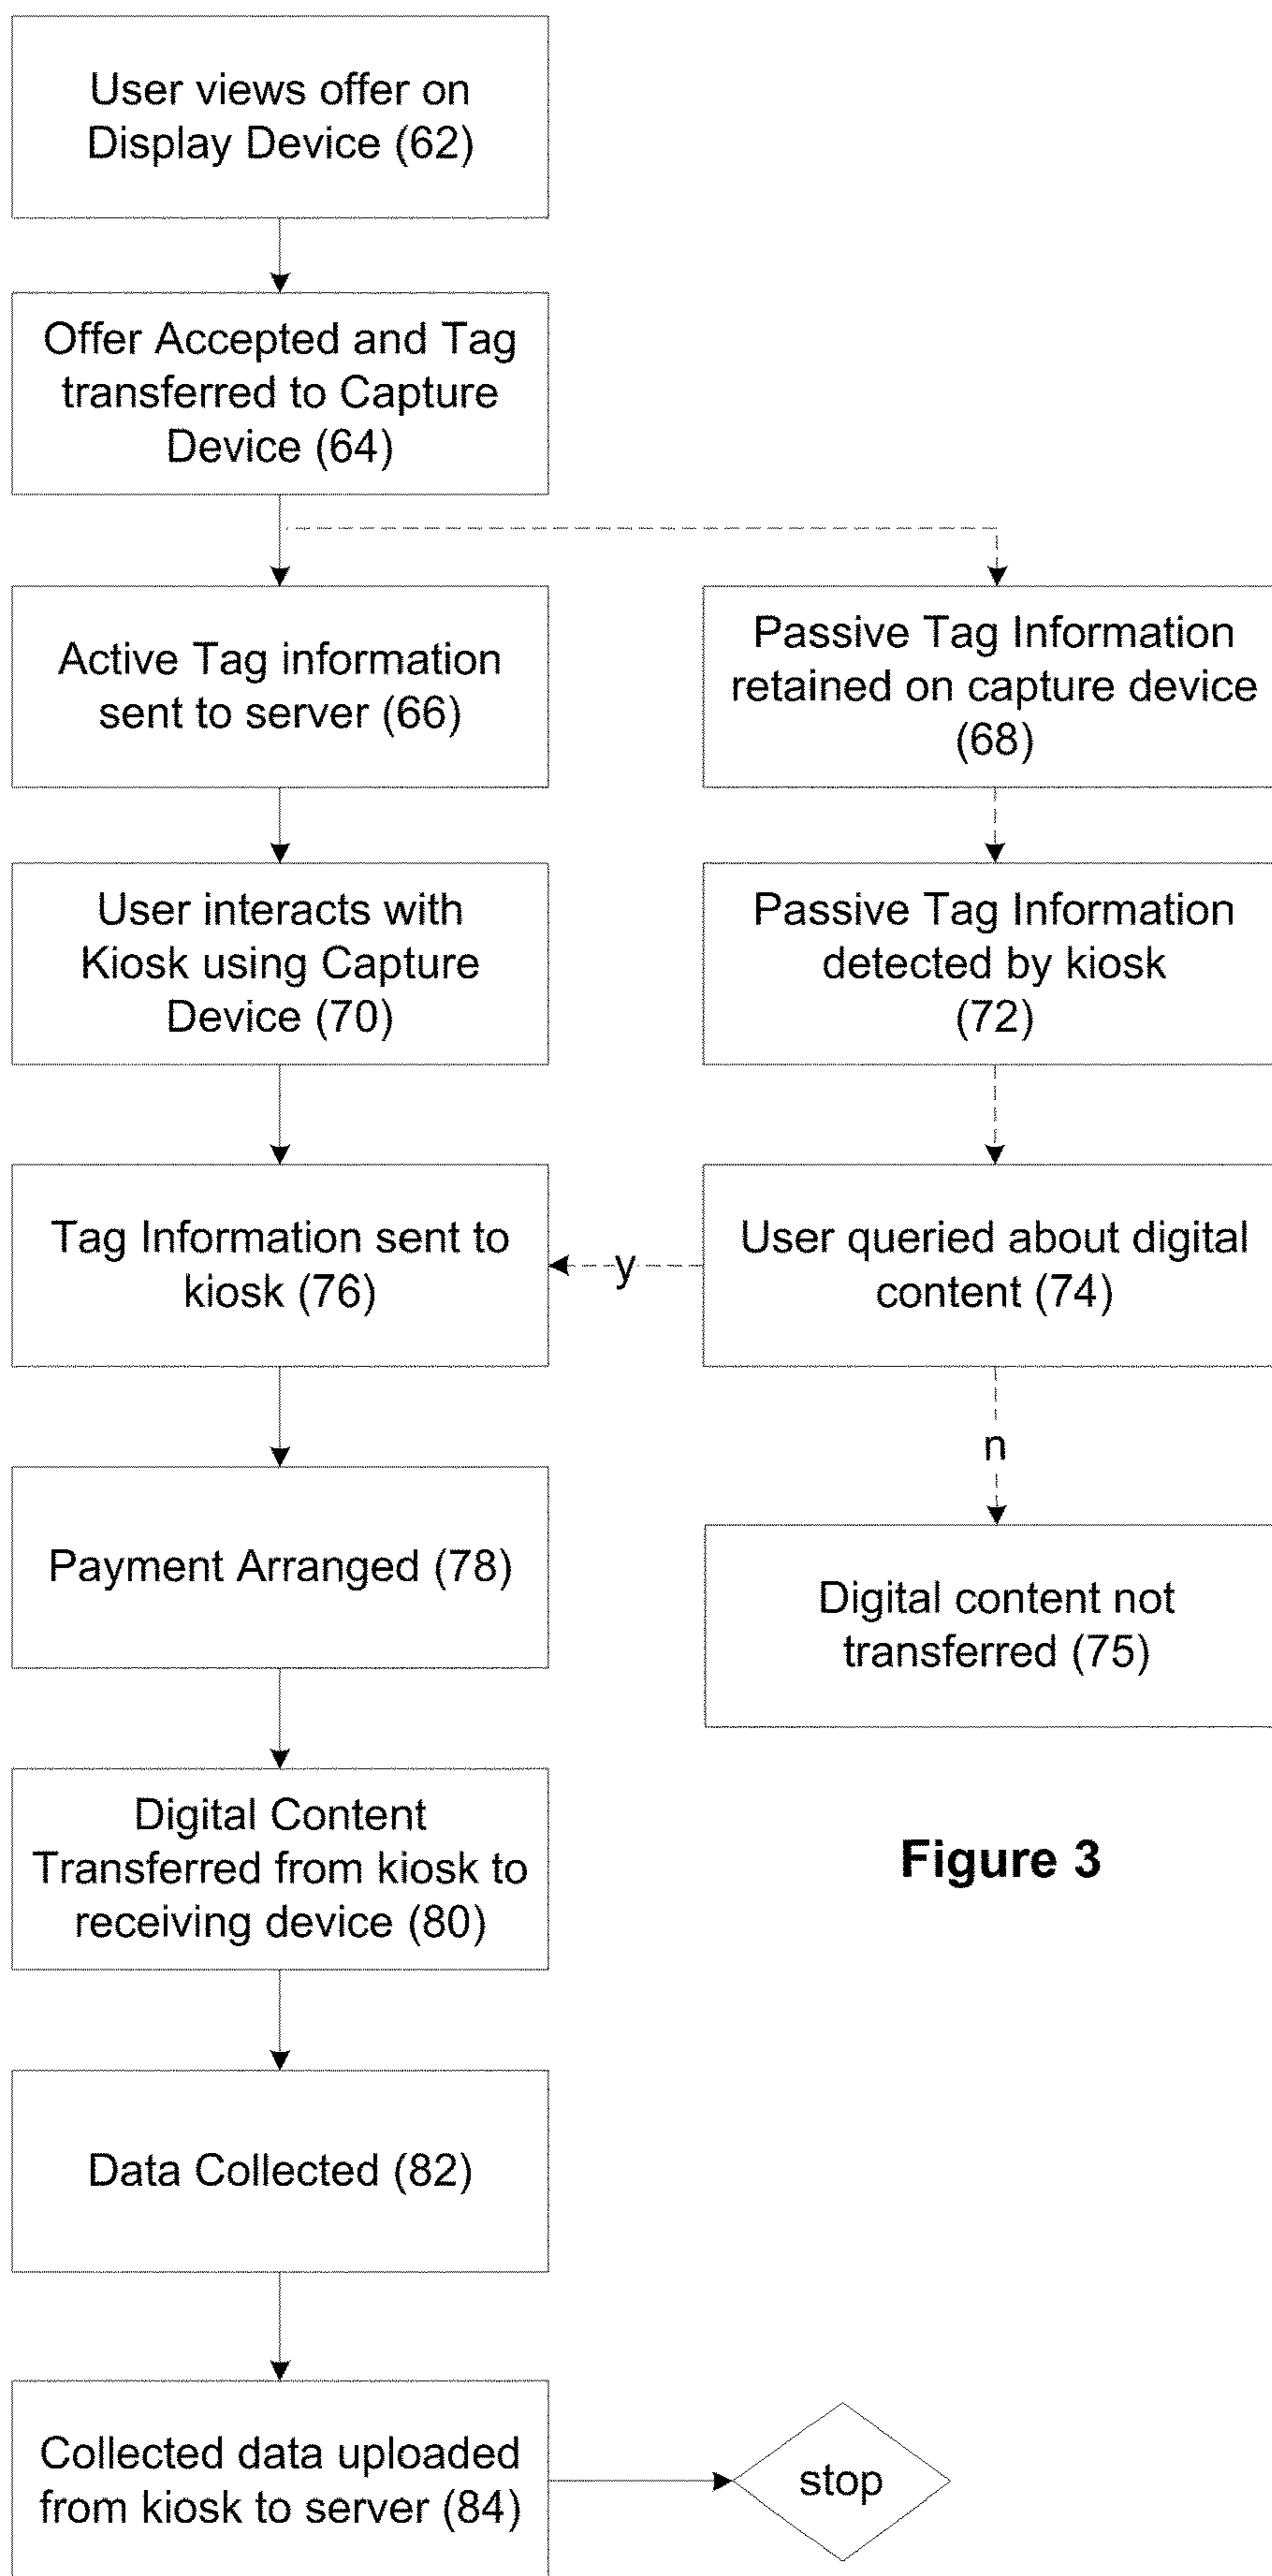 User views offer on
Display Device (62)
Offer Accepted and Tag
transferred to Capture
Device (64)
Active Tag information
sent to server (66)
Passive Tag Information
retained on capture device
(68)
User interacts with
Kiosk using Capture
Device (70)
Passive Tag Information
detected by kiosk
(72)
Tag Information sent to
kiosk (76)
y
User queried about digital
content (74)
n
Payment Arranged (78)
Digital content not
transferred (75)
Digital Content
Transferred from kiosk to
receiving device (80)
Figure 3
Data Collected (82)
Collected data uploaded
from kiosk to server (84)
stop